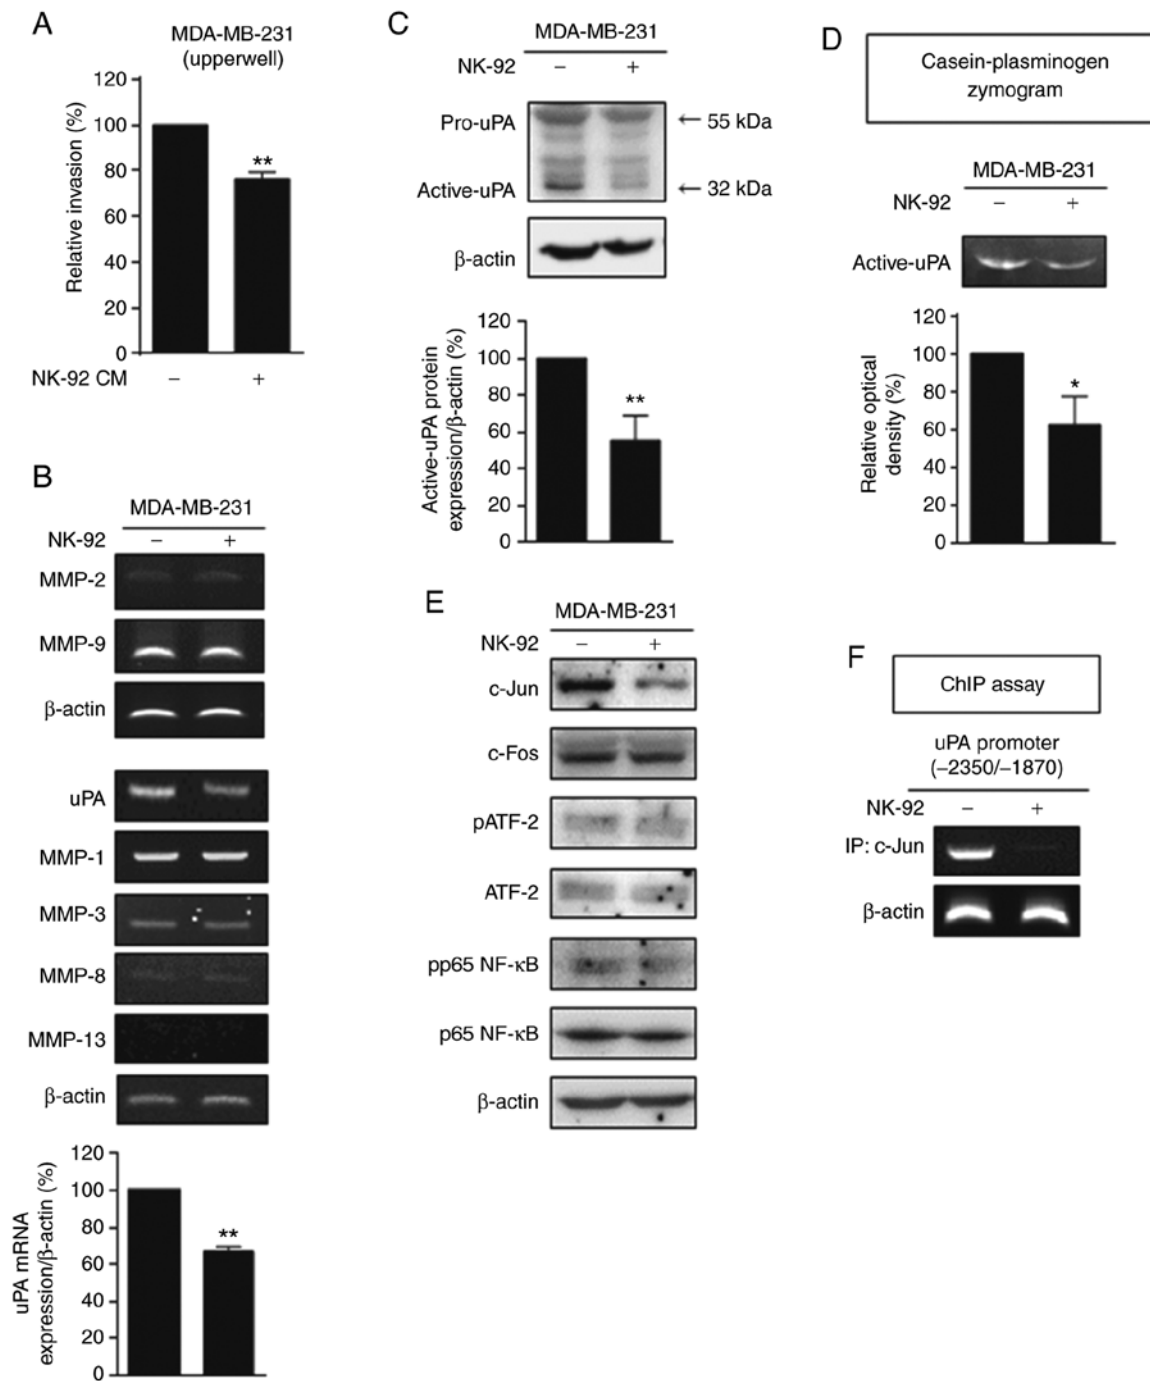 A
MDA-MB-231
(upperwell)
Relative invasion (%)
120
100
80
60
40
20
0
**
NK-92 CM − +
B
MDA-MB-231
NK-92 − +
MMP-2
MMP-9
β-actin
uPA
MMP-1
MMP-3
MMP-8
MMP-13
β-actin
uPA mRNA
expression/β-actin (%)
120
100
80
60
40
20
0
**
C
MDA-MB-231
NK-92 − +
Pro-uPA ← 55 kDa
Active-uPA ← 32 kDa
β-actin
Active-uPA protein
expression/β-actin (%)
120
100
80
60
40
20
0
**
D
Casein-plasminogen
zymogram
MDA-MB-231
NK-92 − +
Active-uPA
Relative optical
density (%)
120
100
80
60
40
20
0
*
E
MDA-MB-231
NK-92 − +
c-Jun
c-Fos
pATF-2
ATF-2
pp65 NF-κB
p65 NF-κB
β-actin
F
ChIP assay
uPA promoter
(−2350/−1870)
NK-92 − +
IP: c-Jun
β-actin